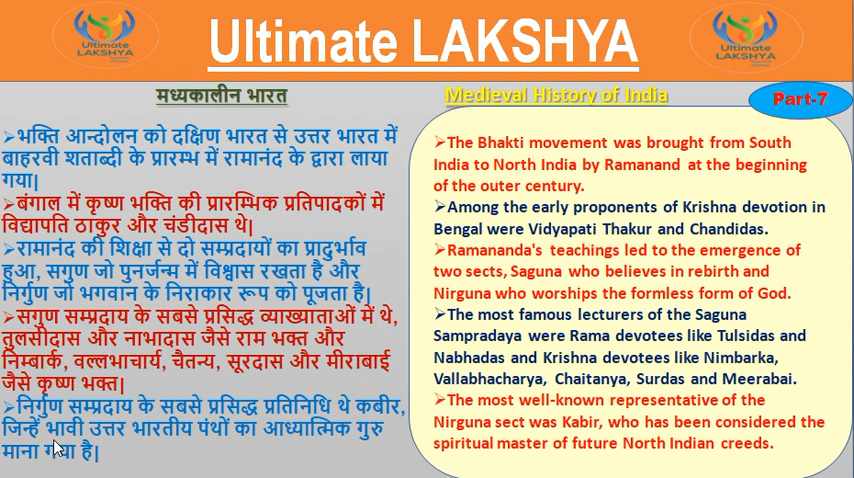 Ultimate LAKSHYA
Ultimate
LAKSHYA
Ultimate
LAKSHYA
मध्यकालीन भारत
➢भक्ति आन्दोलन को दक्षिण भारत से उत्तर भारत में
बाहरवी शताब्दी के प्रारम्भ में रामानंद के द्वारा लाया
गया|
➢बंगाल में कृष्ण भक्ति की प्रारम्भिक प्रतिपादकों में
विद्यापति ठाकुर और चंडीदास थे|
➢रामानंद की शिक्षा से दो सम्प्रदायों का प्रादुर्भाव
हुआ, सगुण जो पुनर्जन्म में विश्वास रखता है और
निर्गुण जो भगवान के निराकार रूप को पूजता है|
➢सगुण सम्प्रदाय के सबसे प्रसिद्ध व्याख्याताओं में थे,
तुलसीदास और नाभादास जैसे राम भक्त और
निम्बार्क, वल्लभाचार्य, चैतन्य, सूरदास और मीराबाई
जैसे कृष्ण भक्त|
➢निर्गुण सम्प्रदाय के सबसे प्रसिद्ध प्रतिनिधि थे कबीर,
जिन्हें भावी उत्तर भारतीय पंथों का आध्यात्मिक गुरु
माना गया है|
Medieval History of India
Part-7
➢The Bhakti movement was brought from South
India to North India by Ramanand at the beginning
of the outer century.
➢Among the early proponents of Krishna devotion in
Bengal were Vidyapati Thakur and Chandidas.
➢Ramananda's teachings led to the emergence of
two sects, Saguna who believes in rebirth and
Nirguna who worships the formless form of God.
➢The most famous lecturers of the Saguna
Sampradaya were Rama devotees like Tulsidas and
Nabhadas and Krishna devotees like Nimbarka,
Vallabhacharya, Chaitanya, Surdas and Meerabai.
➢The most well-known representative of the
Nirguna sect was Kabir, who has been considered the
spiritual master of future North Indian creeds.